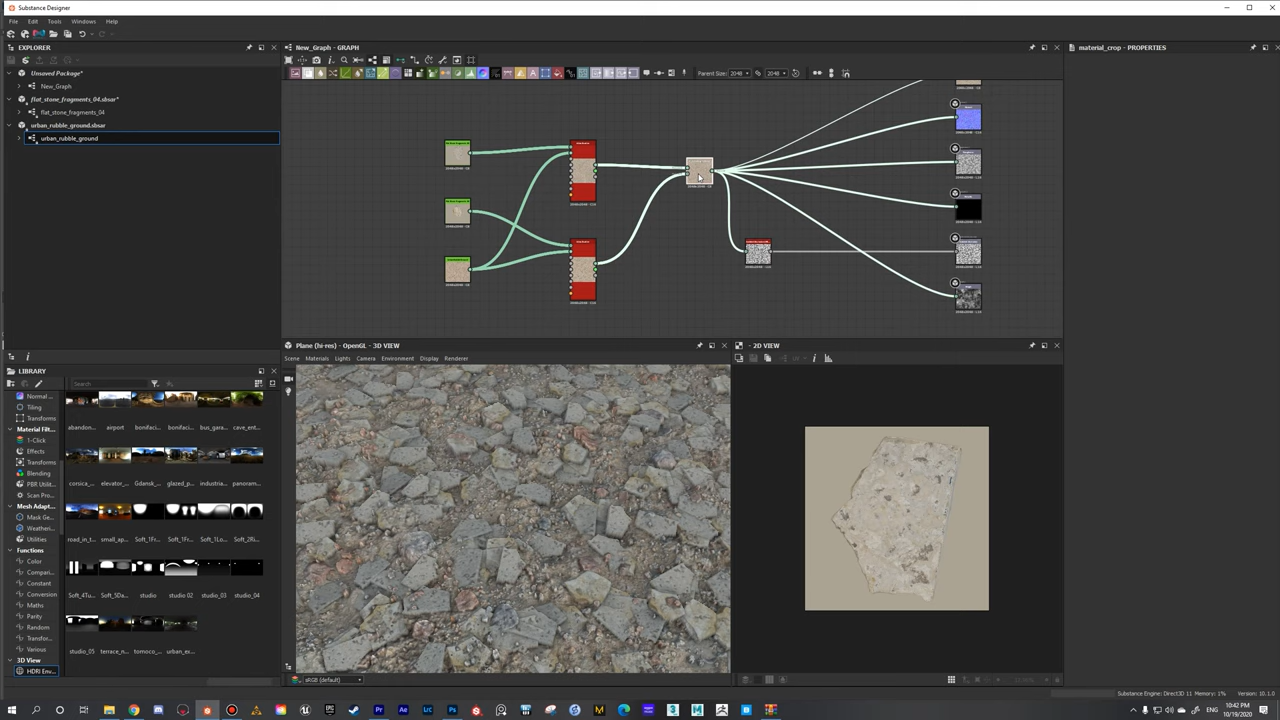 Substance Designer
File Edit Tools Windows Help
EXPLORER
Unsaved Package*
New_Graph
flat_stone_fragments_04.sbsar*
flat_stone_fragments_04
urban_rubble_ground.sbsar
urban_rubble_ground
LIBRARY
Search
Normal ...
Tiling
Transforms
Material Filt...
1-Click
Effects
Transforms
Blending
PBR Utilit...
Scan Pro...
Mesh Adapt...
Mask Ge...
Weatheri...
Utilities
Functions
Color
Compari...
Constant
Conversion
Maths
Parity
Random
Transfor...
Various
3D View
HDRI Env...
abandon... airport bonifaci... bonifaci... bus_gara... cave_ent...
corsica_... elevator_... Gdansk_... glazed_p... industria... panoram...
road_in_t... small_ap... Soft_1Fr... Soft_1Fr... Soft_1Lo... Soft_2Ri...
Soft_4Tu... Soft_5Da... studio studio 02 studio_03 studio_04
studio_05 terrace_n... tomoco_... urban_ex...
New_Graph - GRAPH
Parent Size: 2048 2048
Plane (hi-res) - OpenGL - 3D VIEW
Scene Materials Lights Camera Environment Display Renderer
sRGB (default)
- 2D VIEW
material_crop - PROPERTIES
Substance Engine: Direct3D 11 Memory: 1% Version: 10.1.0
ENG
10:42 PM
10/19/2020